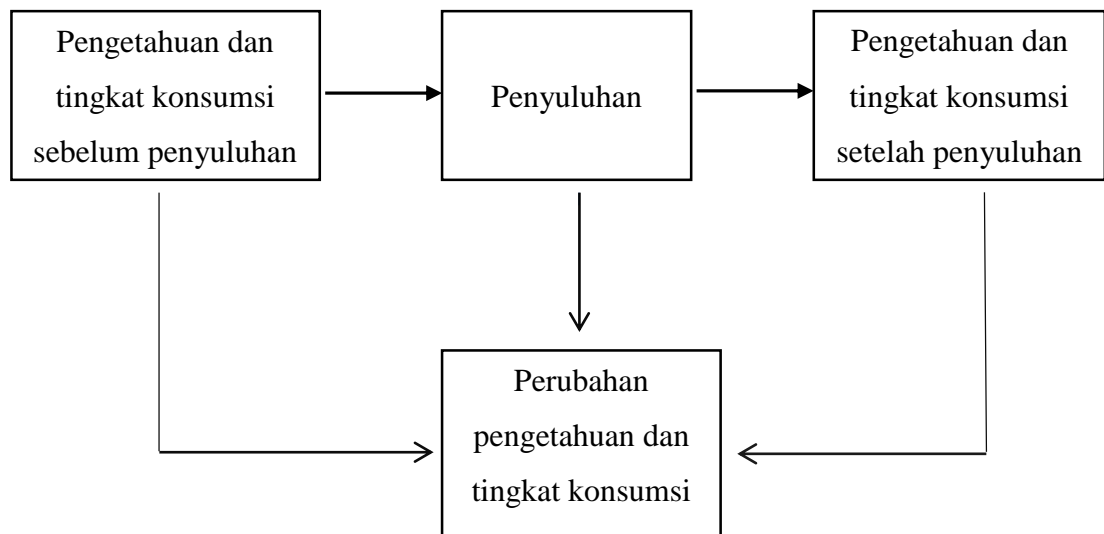 Pengetahuan dan
tingkat konsumsi
sebelum penyuluhan
Penyuluhan
Pengetahuan dan
tingkat konsumsi
setelah penyuluhan
Perubahan
pengetahuan dan
tingkat konsumsi